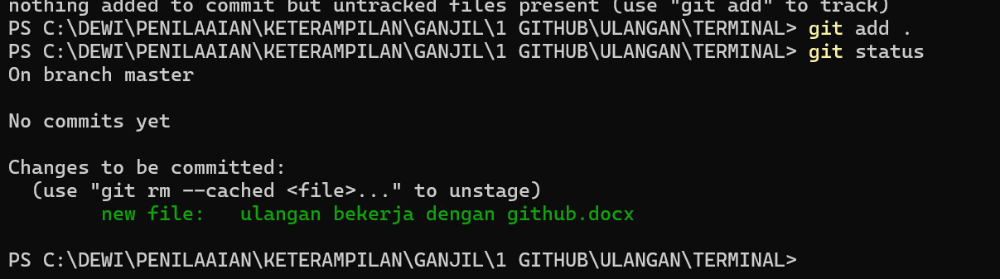 nothing added to commit but untracked files present (use "git add" to track)
PS C:\DEWI\PENILAAIAN\KETERAMPILAN\GANJIL\1 GITHUB\ULANGAN\TERMINAL> git add .
PS C:\DEWI\PENILAAIAN\KETERAMPILAN\GANJIL\1 GITHUB\ULANGAN\TERMINAL> git status
On branch master

No commits yet

Changes to be committed:
  (use "git rm --cached <file>..." to unstage)
        new file:   ulangan bekerja dengan github.docx

PS C:\DEWI\PENILAAIAN\KETERAMPILAN\GANJIL\1 GITHUB\ULANGAN\TERMINAL>